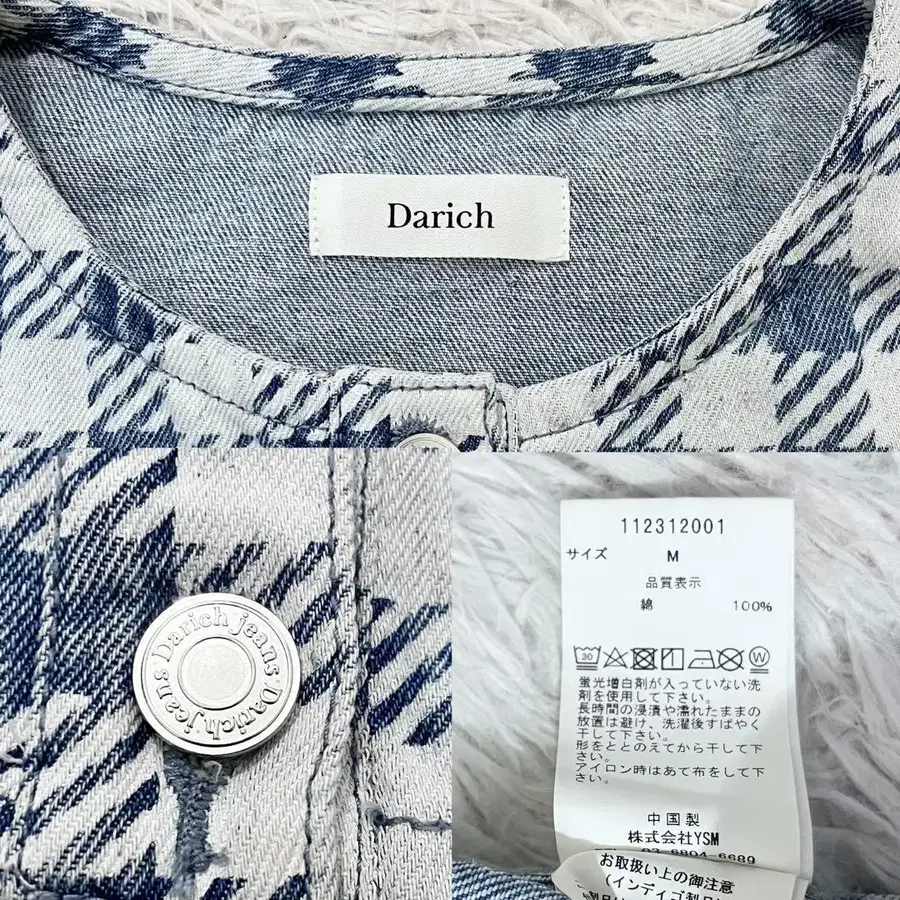 Darich
Darich jeans Darich jeans
112312001
サイズ M
品質表示
綿 100%
30
W
蛍光増白剤が入っていない洗
剤を使用して下さい。
長時間の浸漬や濡れたままの
放置は避け、洗濯後すばやく
干して下さい。
形をととのえてから干して下
さい。
アイロン時はあて布をして下
さい。
中国製
株式会社YSM
TEL 03-6804-6689
お取扱い上の御注意
(インディゴ製品)